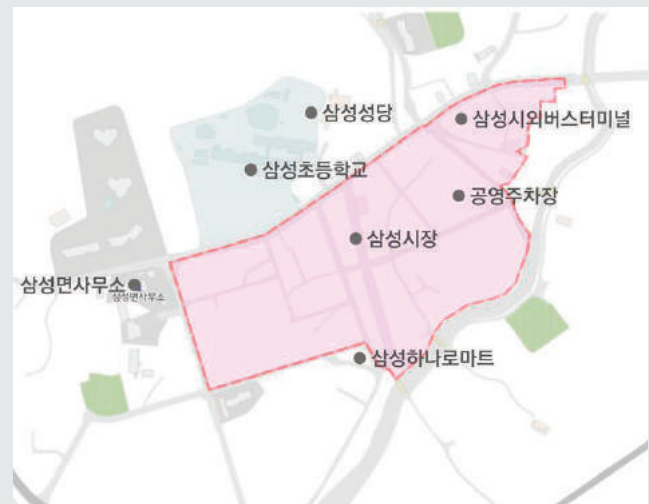 삼성성당
삼성시외버스터미널
삼성초등학교
공영주차장
삼성시장
삼성면사무소
삼성면사무소
삼성하나로마트